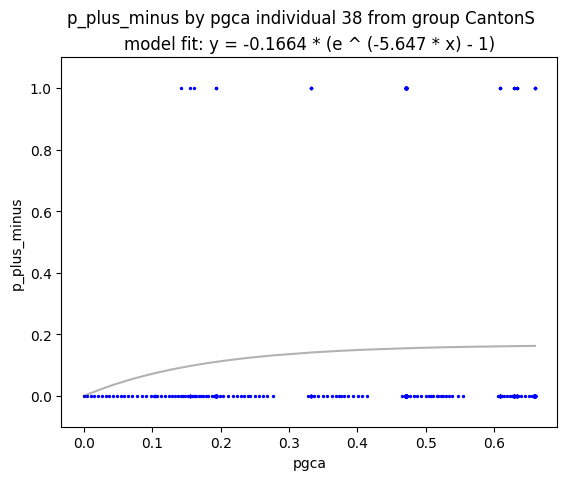 p_plus_minus by pgca individual 38 from group CantonS
model fit: y = -0.1664 * (e ^ (-5.647 * x) - 1)
1.0
0.8
0.6
0.4
0.2
0.0
p_plus_minus
0.0 0.1 0.2 0.3 0.4 0.5 0.6
pgca